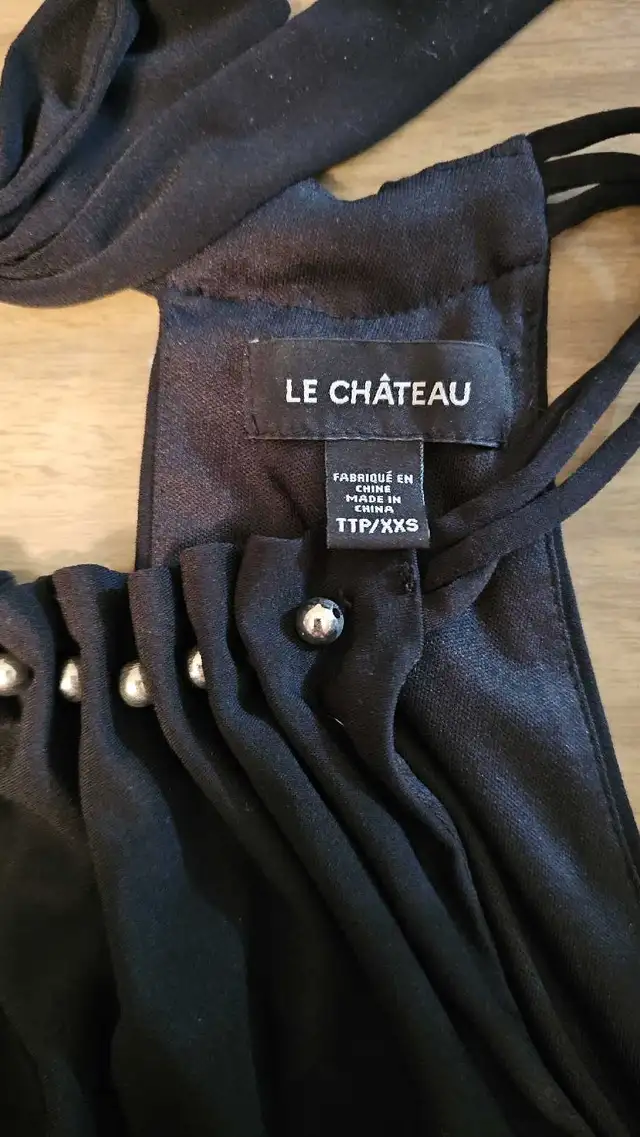 LE CHÂTEAU
FABRIQUÉ EN
CHINE
MADE IN
CHINA
TTP/XXS